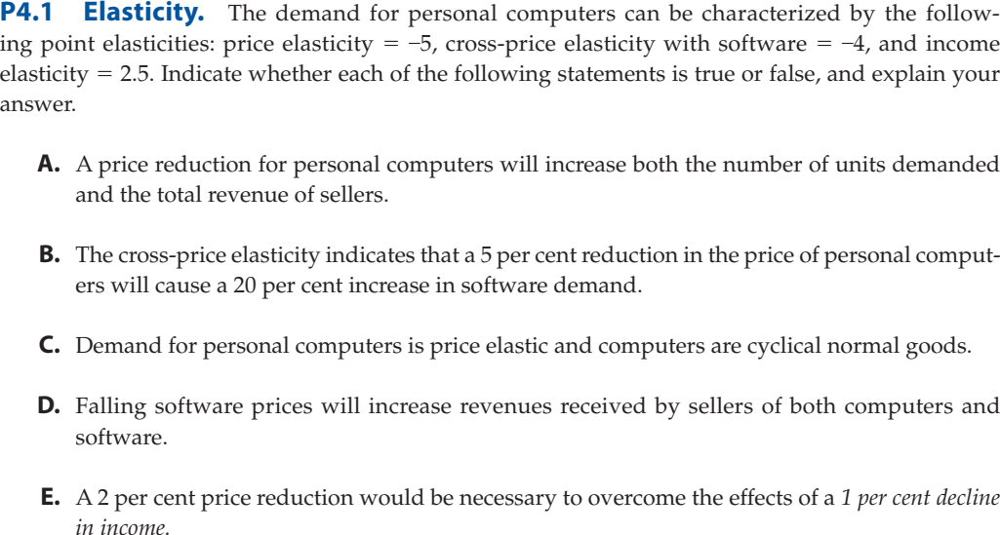 P4.1 Elasticity. The demand for personal computers can be characterized by the follow-
ing point elasticities: price elasticity = −5, cross-price elasticity with software = −4, and income
elasticity = 2.5. Indicate whether each of the following statements is true or false, and explain your
answer.
A. A price reduction for personal computers will increase both the number of units demanded
and the total revenue of sellers.
B. The cross-price elasticity indicates that a 5 per cent reduction in the price of personal comput-
ers will cause a 20 per cent increase in software demand.
C. Demand for personal computers is price elastic and computers are cyclical normal goods.
D. Falling software prices will increase revenues received by sellers of both computers and
software.
E. A 2 per cent price reduction would be necessary to overcome the effects of a 1 per cent decline
in income.